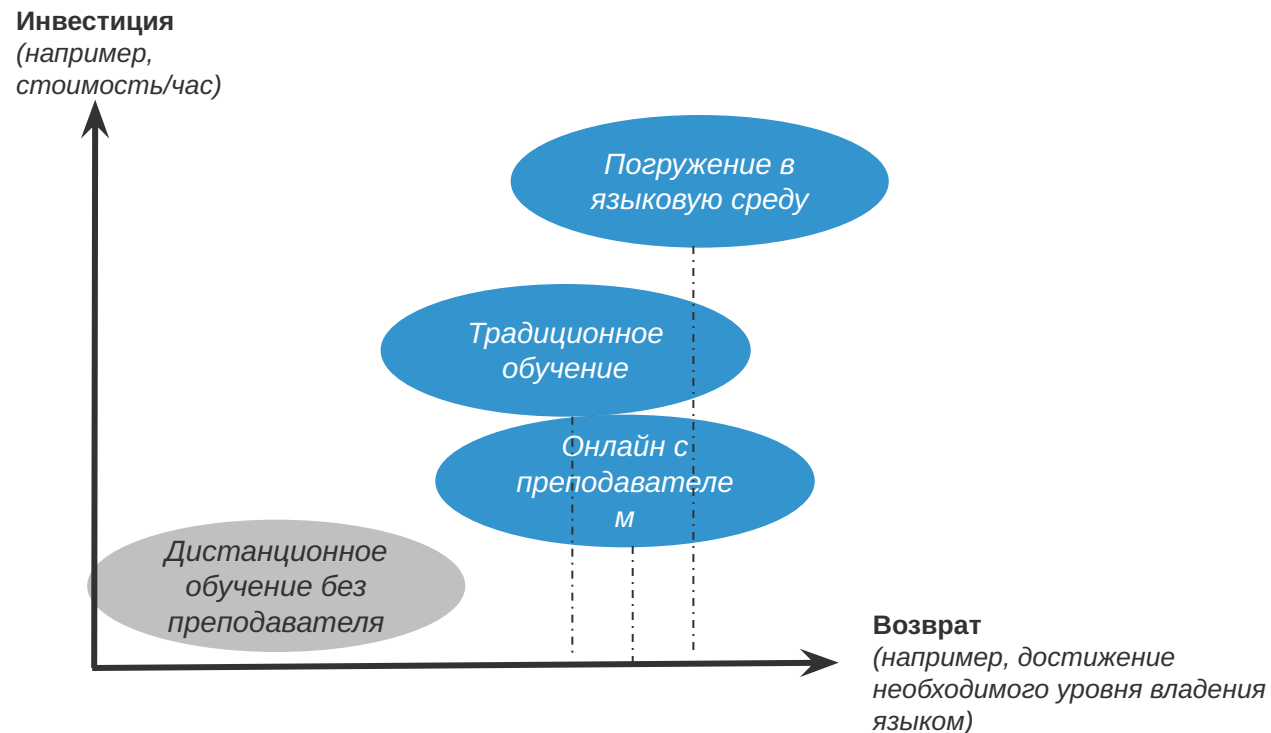 Инвестиция
(например,
стоимость/час)
Погружение в
языковую среду
Традиционное
обучение
Онлайн с
преподавателе
м
Дистанционное
обучение без
преподавателя
Возврат
(например, достижение
необходимого уровня владения
языком)